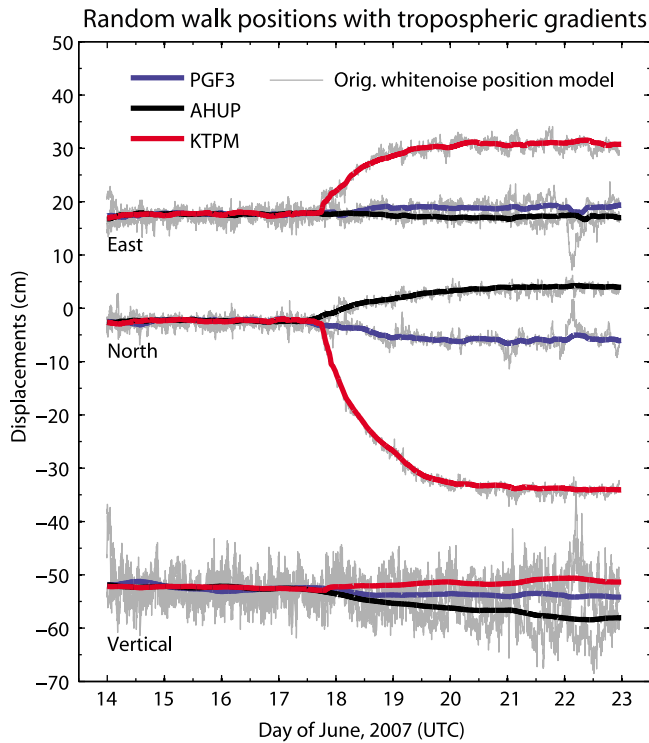 Random walk positions with tropospheric gradients
PGF3
Orig. whitenoise position model
AHUP
KTPM
50
40
30
20
10
0
−10
−20
−30
−40
−50
−60
−70
Displacements (cm)
East
North
Vertical
14 15 16 17 18 19 20 21 22 23
Day of June, 2007 (UTC)